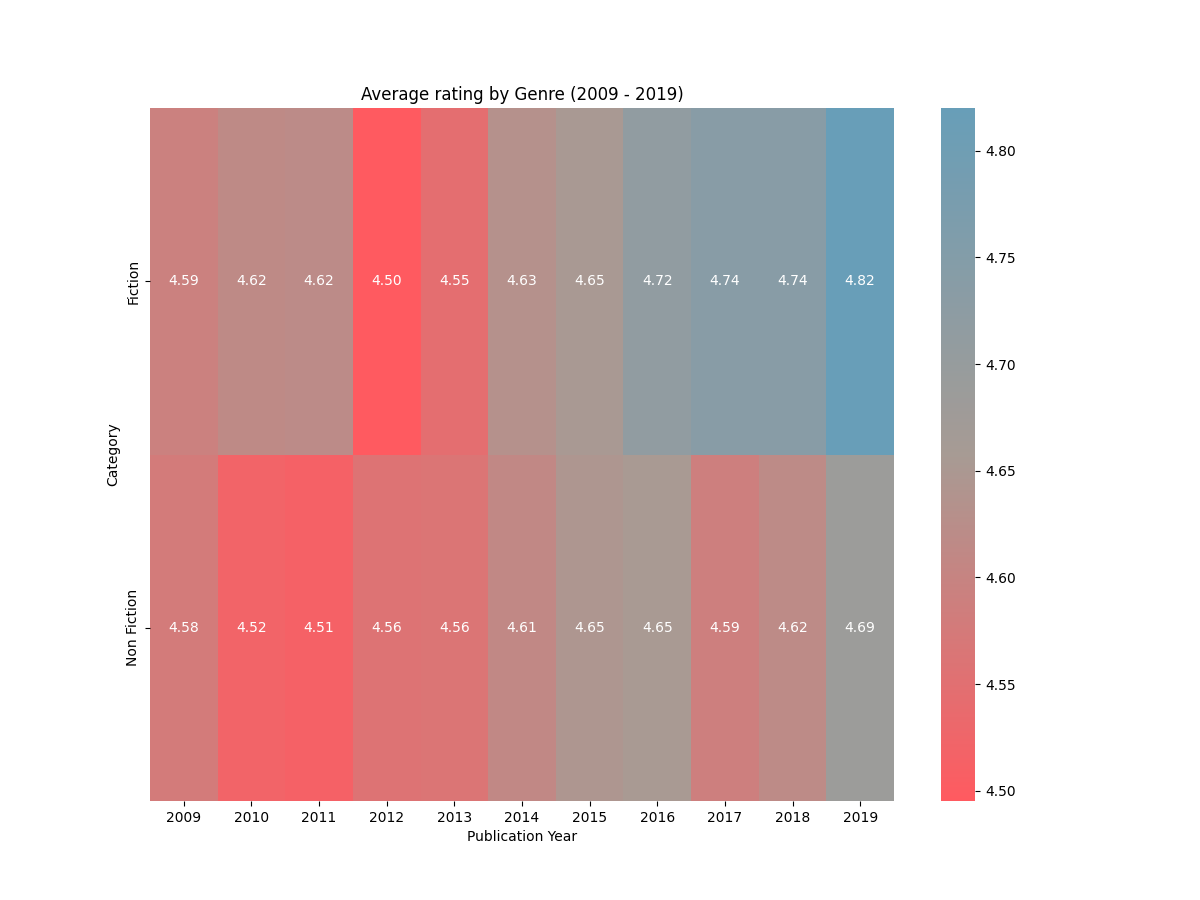 Average rating by Genre (2009 - 2019)
Category
Fiction
4.59 4.62 4.62 4.50 4.55 4.63 4.65 4.72 4.74 4.74 4.82
Non Fiction
4.58 4.52 4.51 4.56 4.56 4.61 4.65 4.65 4.59 4.62 4.69
2009 2010 2011 2012 2013 2014 2015 2016 2017 2018 2019
Publication Year
4.80
4.75
4.70
4.65
4.60
4.55
4.50